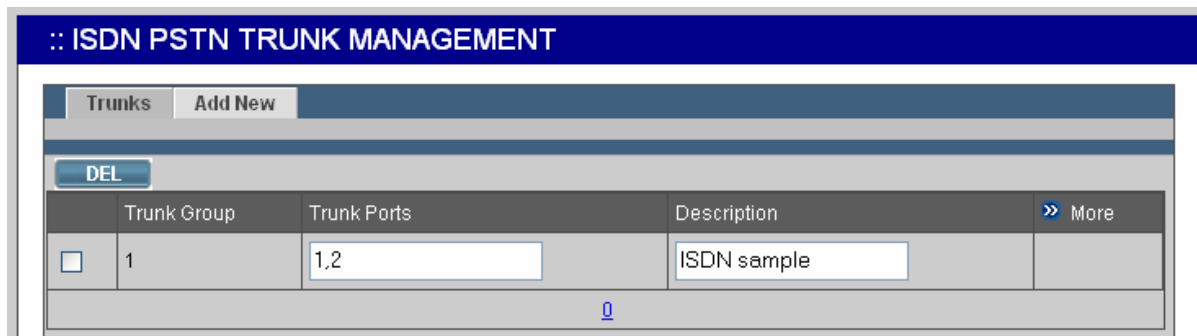 :: ISDN PSTN TRUNK MANAGEMENT
Trunks Add New
DEL
Trunk Group Trunk Ports Description » More
1 1,2 ISDN sample
0